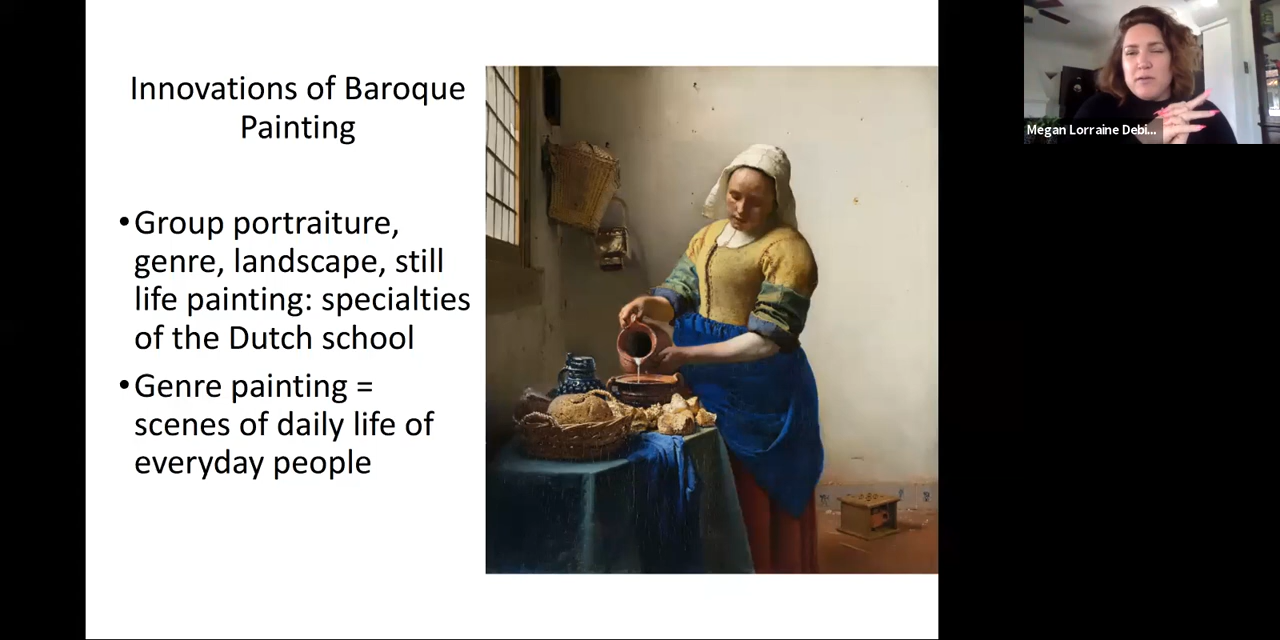 Innovations of Baroque
Painting
•Group portraiture,
genre, landscape, still
life painting: specialties
of the Dutch school
•Genre painting =
scenes of daily life of
everyday people
Megan Lorraine Debi...